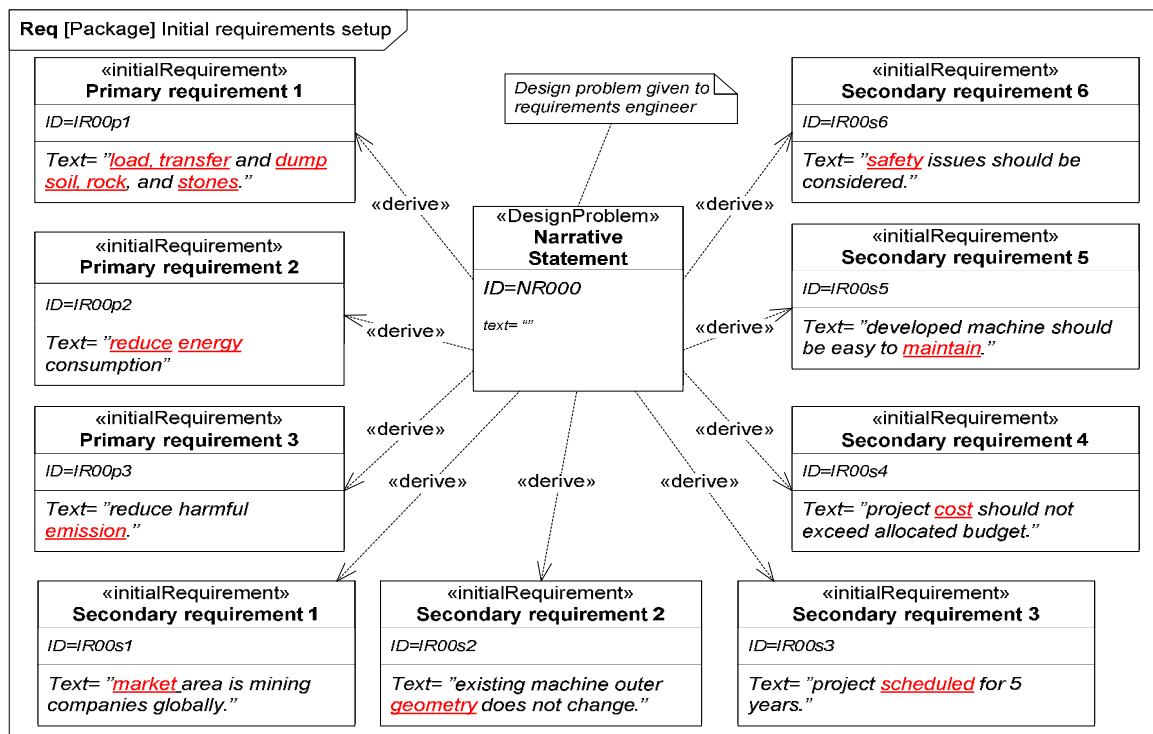 Req [Package] Initial requirements setup
«initialRequirement»
Primary requirement 1
ID=IR00p1
Text= ”load, transfer and dump
soil, rock, and stones.”
Design problem given to
requirements engineer
«initialRequirement»
Secondary requirement 6
ID=IR00s6
Text= ”safety issues should be
considered.”
«derive»
«derive»
«DesignProblem»
Narrative
Statement
ID=NR000
text= “”
«initialRequirement»
Primary requirement 2
ID=IR00p2
Text= ”reduce energy
consumption”
«initialRequirement»
Secondary requirement 5
ID=IR00s5
Text= ”developed machine should
be easy to maintain.”
«derive»
«derive»
«initialRequirement»
Primary requirement 3
ID=IR00p3
Text= ”reduce harmful
emission.”
«initialRequirement»
Secondary requirement 4
ID=IR00s4
Text= ”project cost should not
exceed allocated budget.”
«derive»
«derive»
«derive»
«derive»
«derive»
«initialRequirement»
Secondary requirement 1
ID=IR00s1
Text= ”market area is mining
companies globally.”
«initialRequirement»
Secondary requirement 2
ID=IR00s2
Text= ”existing machine outer
geometry does not change.”
«initialRequirement»
Secondary requirement 3
ID=IR00s3
Text= ”project scheduled for 5
years.”